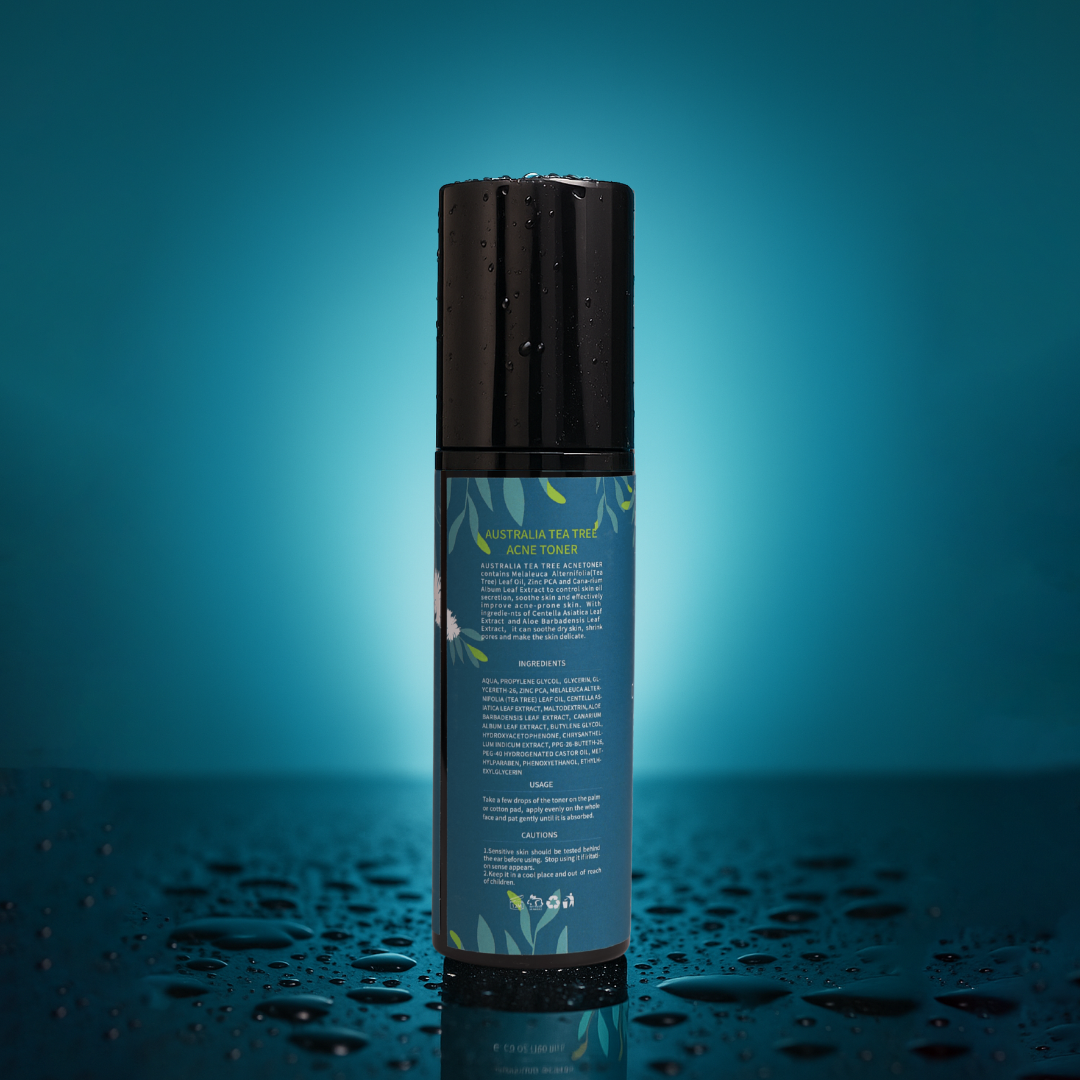 AUSTRALIA TEA TREE
ACNE TONER
AUSTRALIA TEA TREE ACNETONER
contains Melaleuca Alternifolia(Tea
Tree) Leaf Oil, Zinc PCA and Cana-rium
Album Leaf Extract to control skin oil
secretion, soothe skin and effectively
improve acne-prone skin. With
ingredie-nts of Centella Asiatica Leaf
Extract and Aloe Barbadensis Leaf
Extract, it can soothe dry skin, shrink
pores and make the skin delicate.
INGREDIENTS
AQUA, PROPYLENE GLYCOL, GLYCERIN, GL-
YCERETH-26, ZINC PCA, MELALEUCA ALTER-
NIFOLIA (TEA TREE) LEAF OIL, CENTELLA AS-
IATICA LEAF EXTRACT, MALTODEXTRIN, ALOE
BARBADENSIS LEAF EXTRACT, CANARIUM
ALBUM LEAF EXTRACT, BUTYLENE GLYCOL,
HYDROXYACETOPHENONE, CHRYSANTHEL-
LUM INDICUM EXTRACT, PPG-26-BUTETH-26,
PEG-40 HYDROGENATED CASTOR OIL, MET-
HYLPARABEN, PHENOXYETHANOL, ETHYLH-
EXYLGLYCERIN
USAGE
Take a few drops of the toner on the palm
or cotton pad, apply evenly on the whole
face and pat gently until it is absorbed.
CAUTIONS
1.Sensitive skin should be tested behind
the ear before using. Stop using it if irritati-
on sense appears.
2.Keep it in a cool place and out of reach
of children.